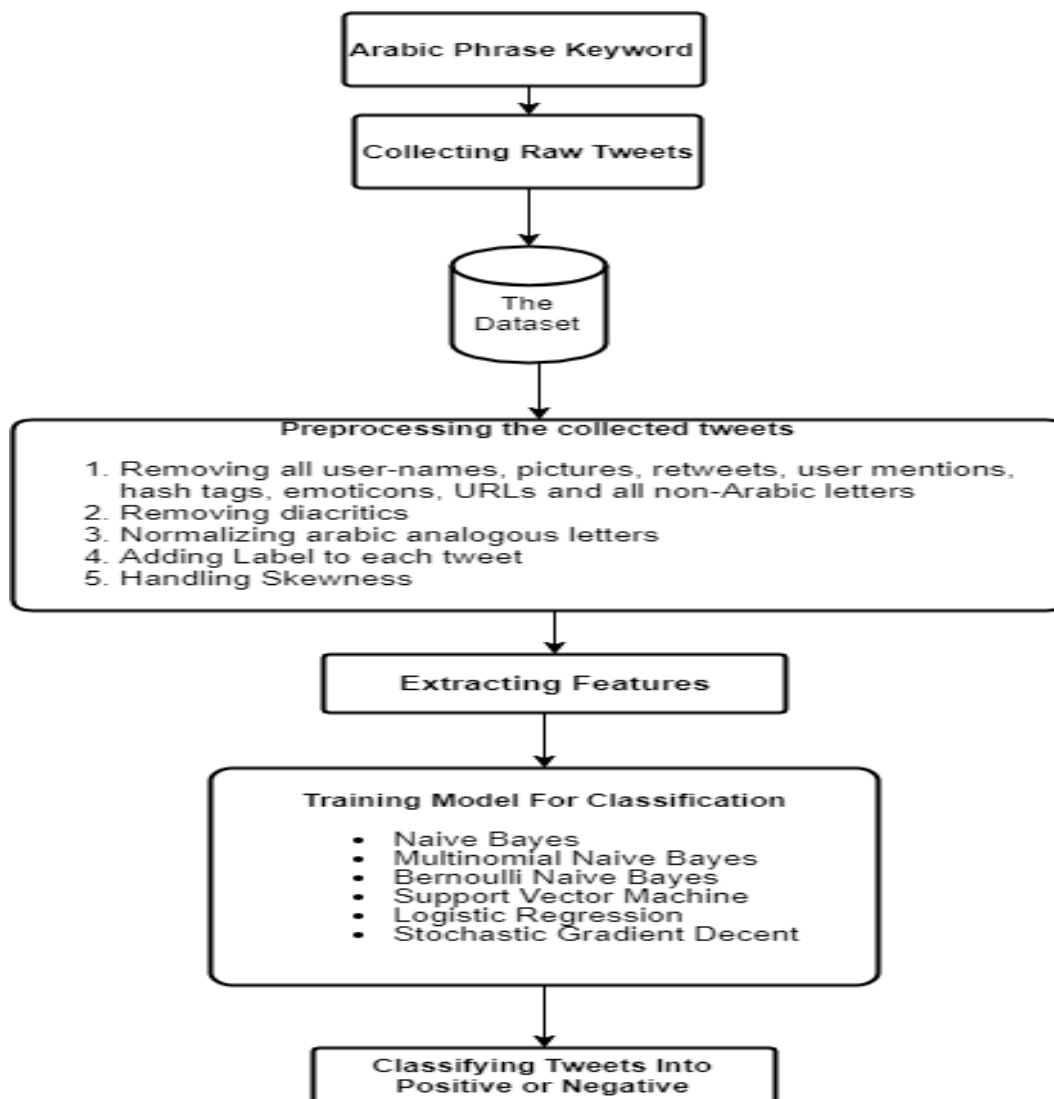 Arabic Phrase Keyword
Collecting Raw Tweets
The
Dataset
Preprocessing the collected tweets
1. Removing all user-names, pictures, retweets, user mentions,
hash tags, emoticons, URLs and all non-Arabic letters
2. Removing diacritics
3. Normalizing arabic analogous letters
4. Adding Label to each tweet
5. Handling Skewness
Extracting Features
Training Model For Classification
• Naive Bayes
• Multinomial Naive Bayes
• Bernoulli Naive Bayes
• Support Vector Machine
• Logistic Regression
• Stochastic Gradient Decent
Classifying Tweets Into
Positive or Negative